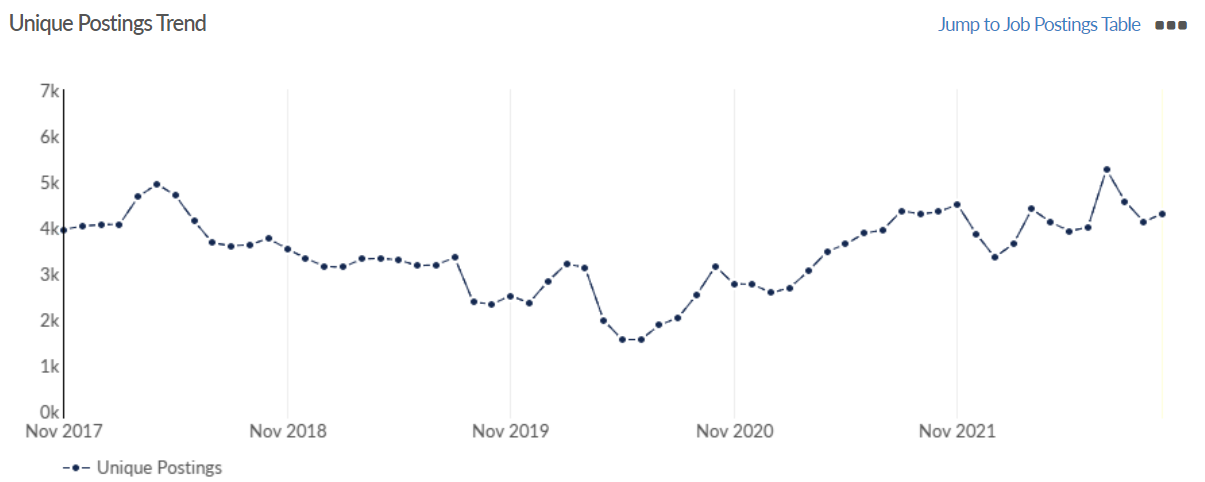 Unique Postings Trend
Jump to Job Postings Table
7k
6k
5k
4k
3k
2k
1k
0k
Nov 2017 Nov 2018 Nov 2019 Nov 2020 Nov 2021
Unique Postings